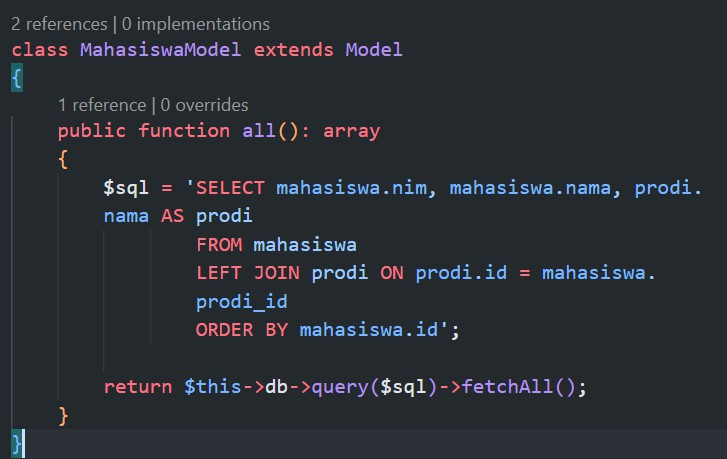 2 references | 0 implementations
class MahasiswaModel extends Model
{
1 reference | 0 overrides
public function all(): array
{
$sql = 'SELECT mahasiswa.nim, mahasiswa.nama, prodi.
nama AS prodi
FROM mahasiswa
LEFT JOIN prodi ON prodi.id = mahasiswa.
prodi_id
ORDER BY mahasiswa.id';
return $this->db->query($sql)->fetchAll();
}
}